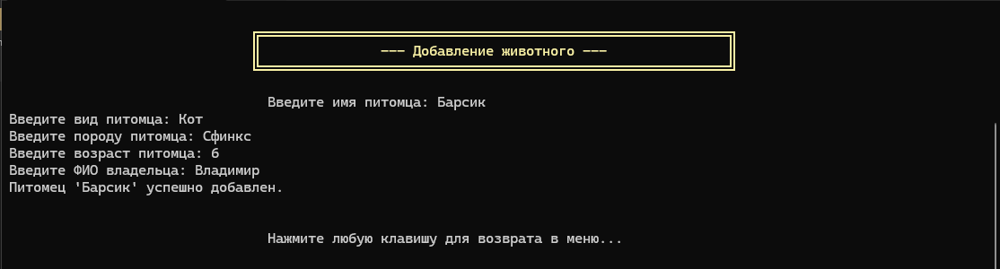 --- Добавление животного ---
Введите имя питомца: Барсик
Введите вид питомца: Кот
Введите породу питомца: Сфинкс
Введите возраст питомца: 6
Введите ФИО владельца: Владимир
Питомец 'Барсик' успешно добавлен.
Нажмите любую клавишу для возврата в меню...